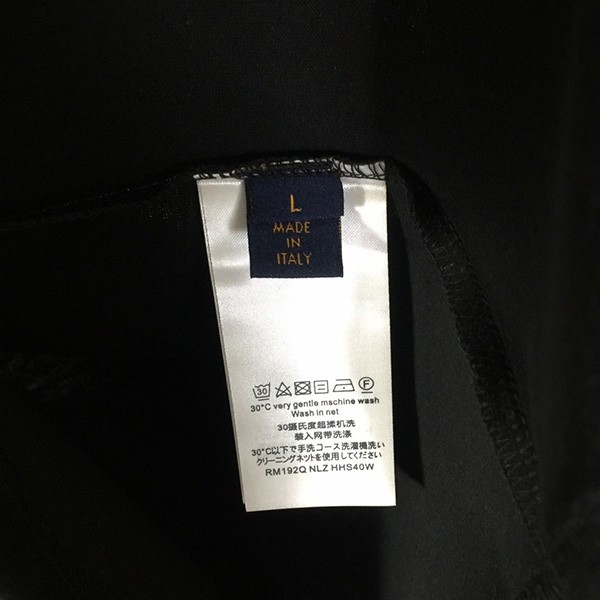 L
MADE
IN
ITALY
30
F
30°C very gentle mschine wash
Wash in net
30摄氏度超揉机洗
装入网带洗涤
30°C以下で手洗コース洗濯機洗い
クリーニングネットを使用してください
RM192Q NLZ HHS40W